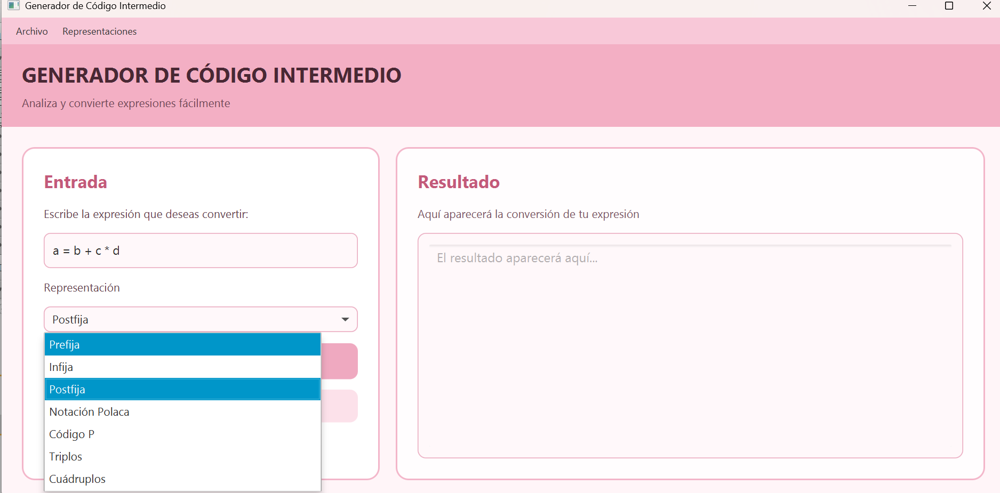 Generador de Código Intermedio
Archivo Representaciones
GENERADOR DE CÓDIGO INTERMEDIO
Analiza y convierte expresiones fácilmente
Entrada
Escribe la expresión que deseas convertir:
a = b + c * d
Representación
Postfija
Prefija
Infija
Postfija
Notación Polaca
Código P
Triplos
Cuádruplos
Resultado
Aquí aparecerá la conversión de tu expresión
El resultado aparecerá aquí...